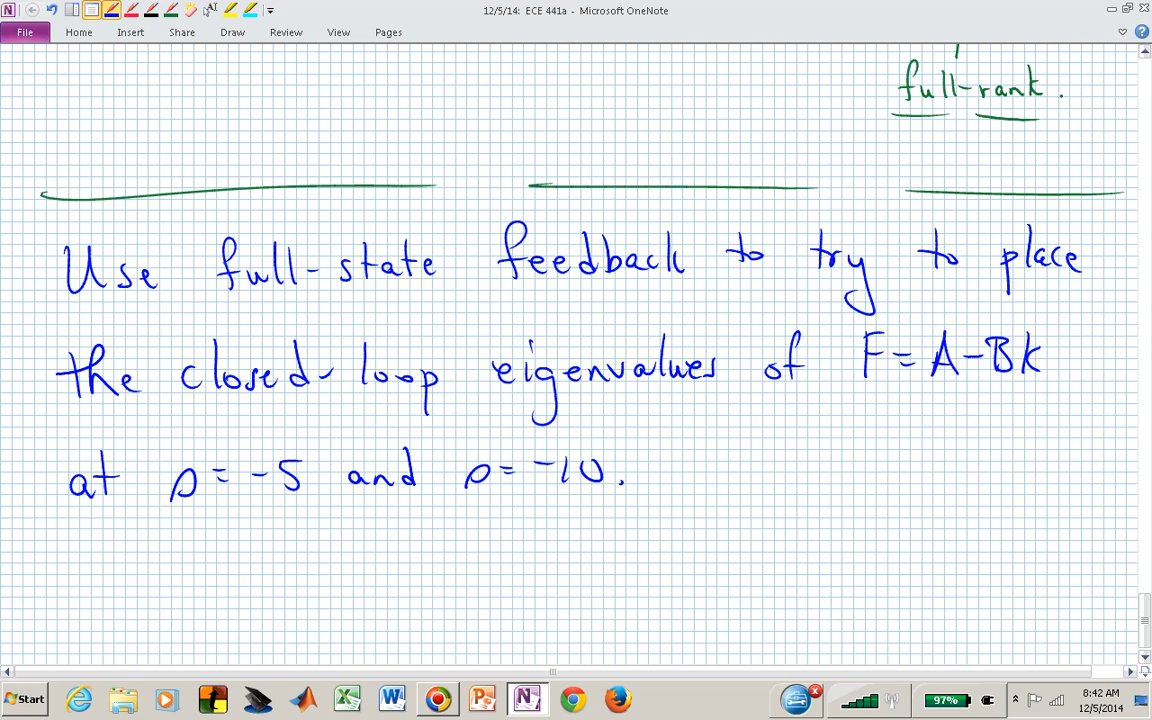 12/5/14: ECE 441a - Microsoft OneNote
File Home Insert Share Draw Review View Pages
full-rank.
Use full-state feedback to try to place
the closed-loop eigenvalues of F=A-BK
at s=-5 and s=-10.
Start 97% 8:42 AM
12/5/2014